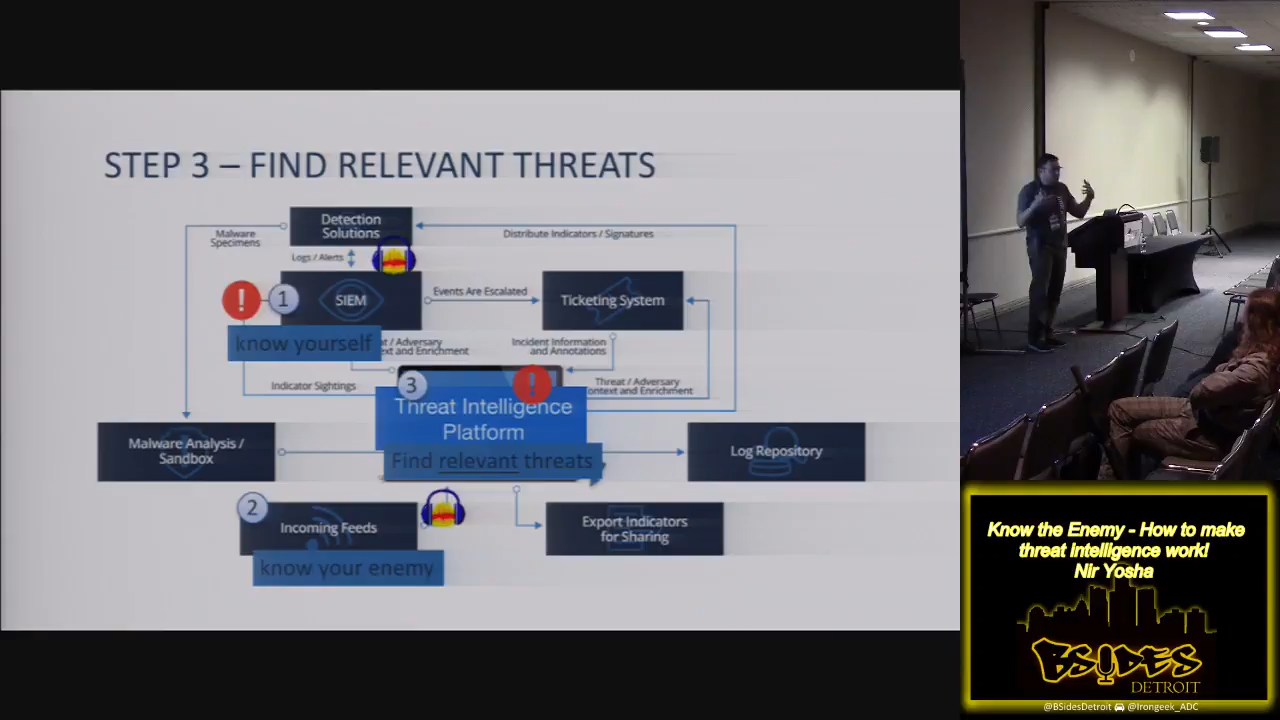 STEP 3 – FIND RELEVANT THREATS
Detection
Solutions
Malware
Specimens
Distribute Indicators / Signatures
Logs / Alerts
1
SIEM
Events Are Escalated
Ticketing System
know yourself
/ Adversary
and Enrichment
Incident Information
and Annotations
Indicator Sightings
3
Threat / Adversary
Context and Enrichment
Threat Intelligence
Platform
Find relevant threats
Malware Analysis /
Sandbox
Log Repository
2
Incoming Feeds
Export Indicators
for Sharing
know your enemy
Know the Enemy - How to make
threat intelligence work!
Nir Yosha
BSIDES
DETROIT
@BSidesDetroit @Irongeek_ADC